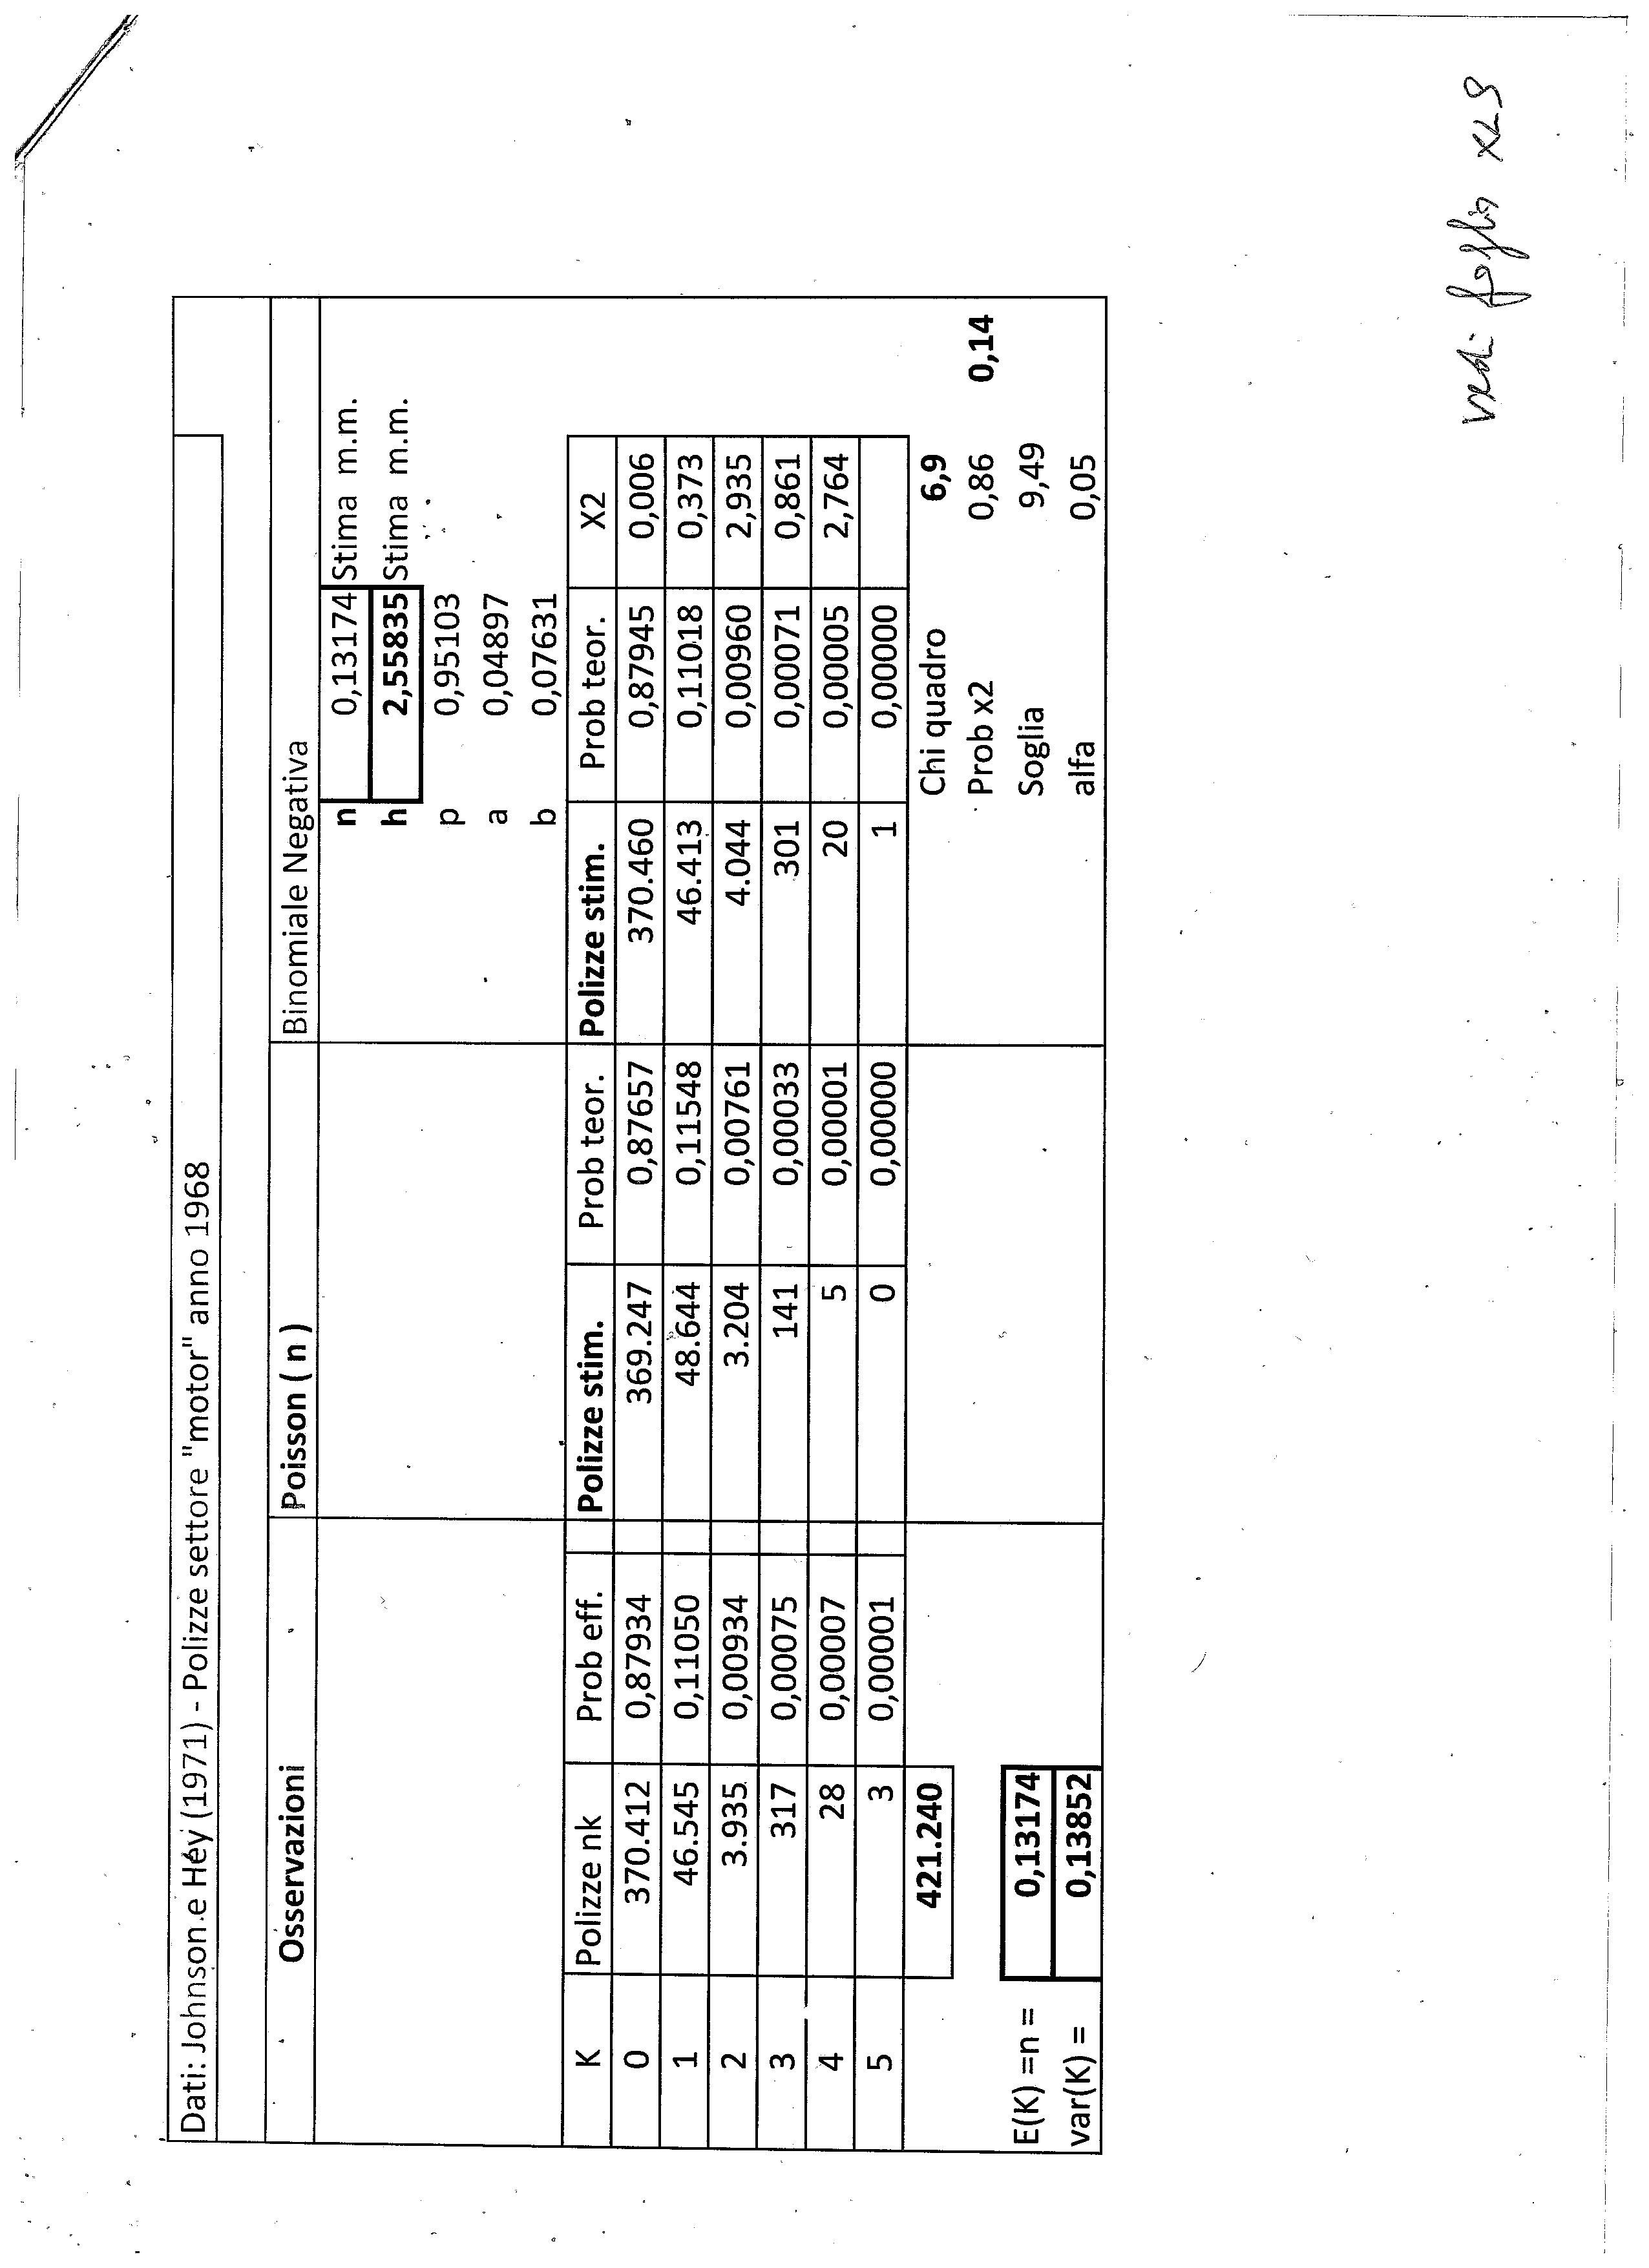 Dati: Johnson e Hey (1971) - Polizze settore "motor" anno 1968
Osservazioni Poisson ( n ) Binomiale Negativa
n 0,13174 Stima m.m.
h 2,55835 Stima m.m.
p 0,95103
a 0,04897
b 0,07631
K Polizze nk Prob eff. Polizze stim. Prob teor. Polizze stim. Prob teor. X2
0 370.412 0,87934 369.247 0,87657 370.460 0,87945 0,006
1 46.545 0,11050 48.644 0,11548 46.413 0,11018 0,373
2 3.935 0,00934 3.204 0,00761 4.044 0,00960 2,935
3 317 0,00075 141 0,00033 301 0,00071 0,861
4 28 0,00007 5 0,00001 20 0,00005 2,764
5 3 0,00001 0 0,00000 1 0,00000
421.240 Chi quadro 6,9
Prob x2 0,86 0,14
E(K) =n = 0,13174 Soglia 9,49
var(K) = 0,13852 alfa 0,05
vedi foglio XLS